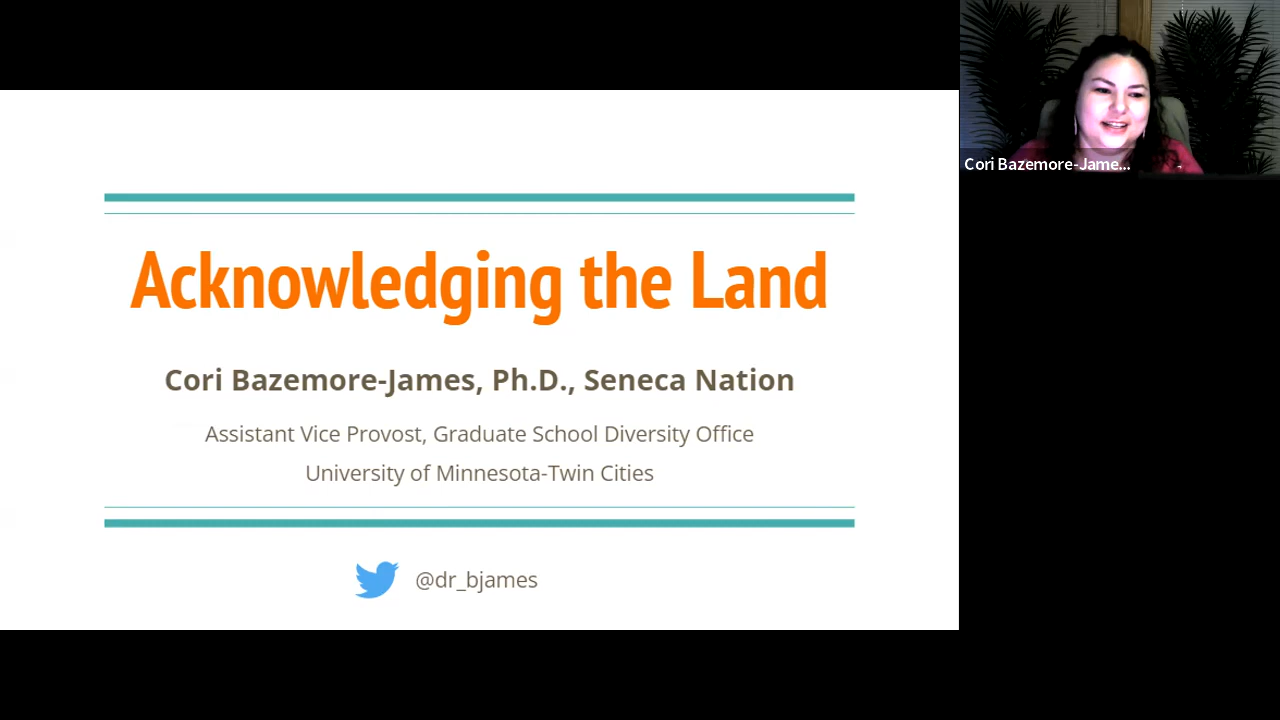 Acknowledging the Land
Cori Bazemore-James, Ph.D., Seneca Nation
Assistant Vice Provost, Graduate School Diversity Office
University of Minnesota-Twin Cities
@dr_bjames
Cori Bazemore-Jame...